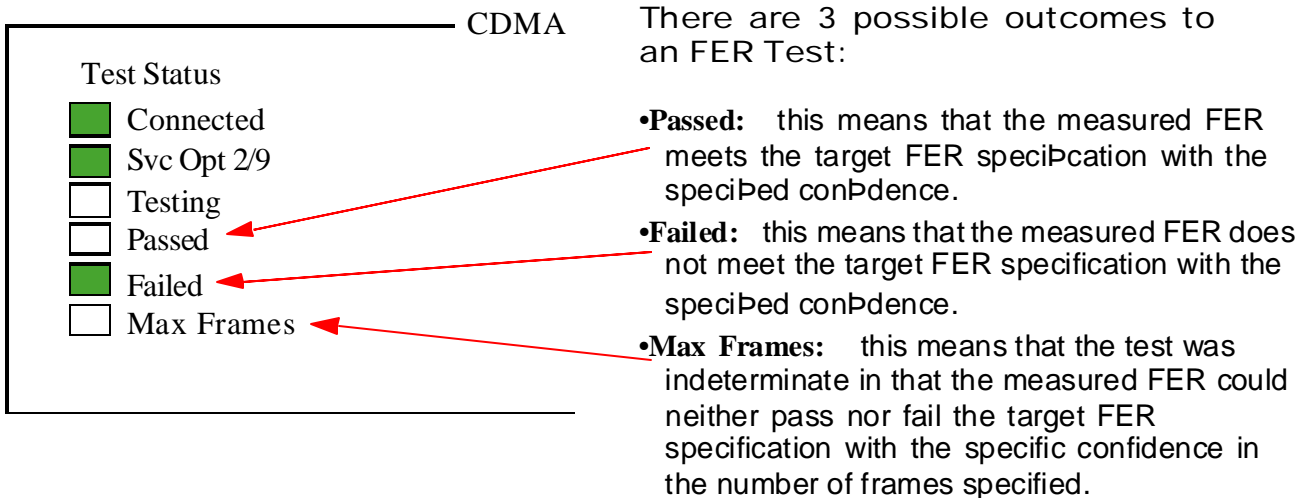 CDMA
Test Status
Connected
Svc Opt 2/9
Testing
Passed
Failed
Max Frames
There are 3 possible outcomes to
an FER Test:
•Passed: this means that the measured FER
meets the target FER speciÞcation with the
speciÞed conÞdence.
•Failed: this means that the measured FER does
not meet the target FER specification with the
speciÞed conÞdence.
•Max Frames: this means that the test was
indeterminate in that the measured FER could
neither pass nor fail the target FER
specification with the specific confidence in
the number of frames specified.